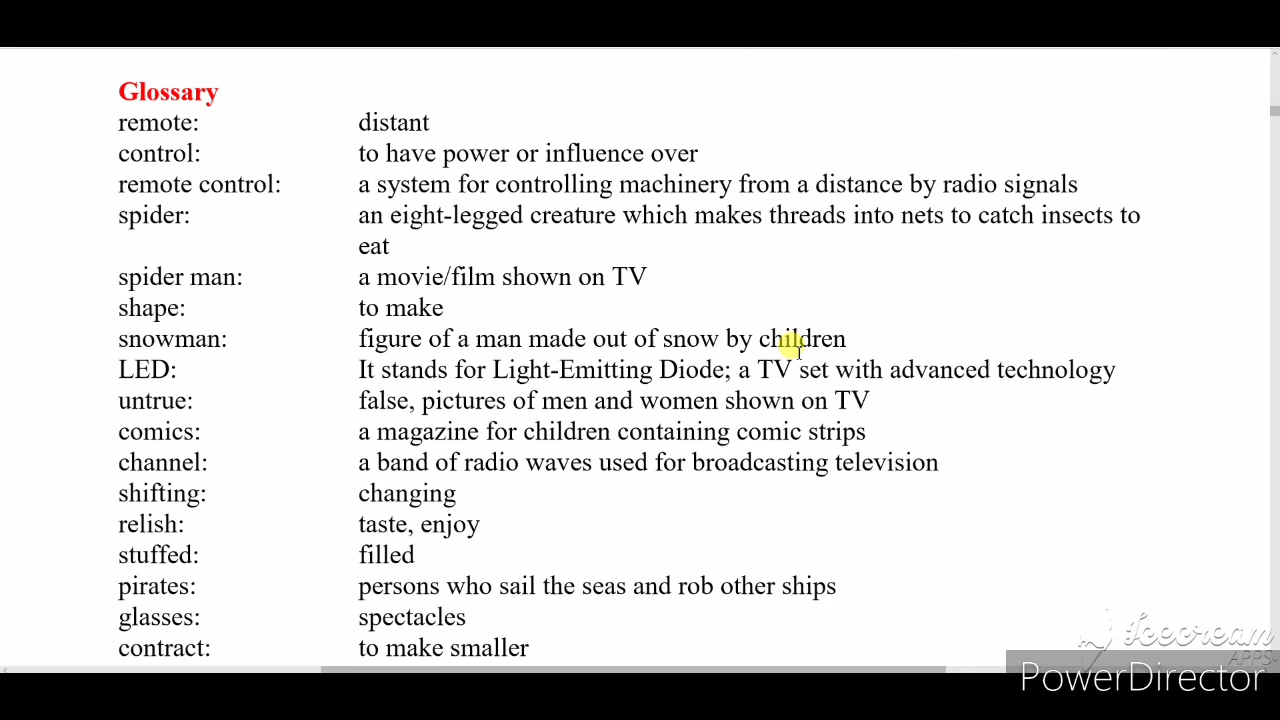 Glossary
remote: distant
control: to have power or influence over
remote control: a system for controlling machinery from a distance by radio signals
spider: an eight-legged creature which makes threads into nets to catch insects to
eat
spider man: a movie/film shown on TV
shape: to make
snowman: figure of a man made out of snow by children
LED: It stands for Light-Emitting Diode; a TV set with advanced technology
untrue: false, pictures of men and women shown on TV
comics: a magazine for children containing comic strips
channel: a band of radio waves used for broadcasting television
shifting: changing
relish: taste, enjoy
stuffed: filled
pirates: persons who sail the seas and rob other ships
glasses: spectacles
contract: to make smaller
Icecream
APPS
PowerDirector